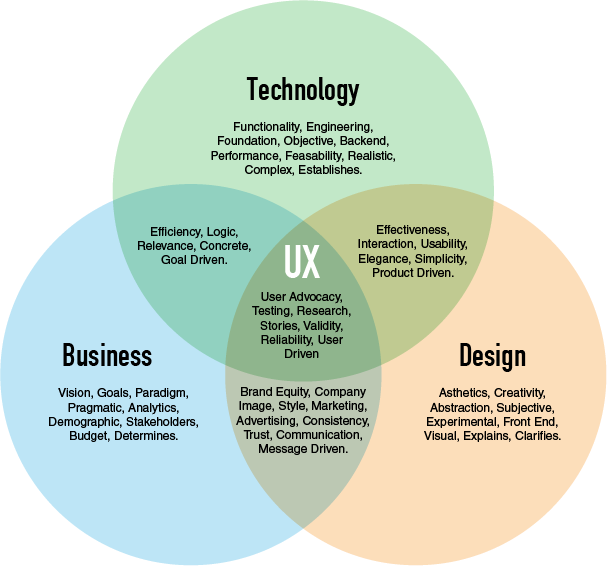 Technology
Functionality, Engineering,
Foundation, Objective, Backend,
Performance, Feasability, Realistic,
Complex, Establishes.
Efficiency, Logic,
Relevance, Concrete,
Goal Driven.
Effectiveness,
Interaction, Usability,
Elegance, Simplicity,
Product Driven.
UX
User Advocacy,
Testing, Research,
Stories, Validity,
Reliability, User
Driven
Business
Vision, Goals, Paradigm,
Pragmatic, Analytics,
Demographic, Stakeholders,
Budget, Determines.
Brand Equity, Company
Image, Style, Marketing,
Advertising, Consistency,
Trust, Communication,
Message Driven.
Design
Asthetics, Creativity,
Abstraction, Subjective,
Experimental, Front End,
Visual, Explains, Clarifies.